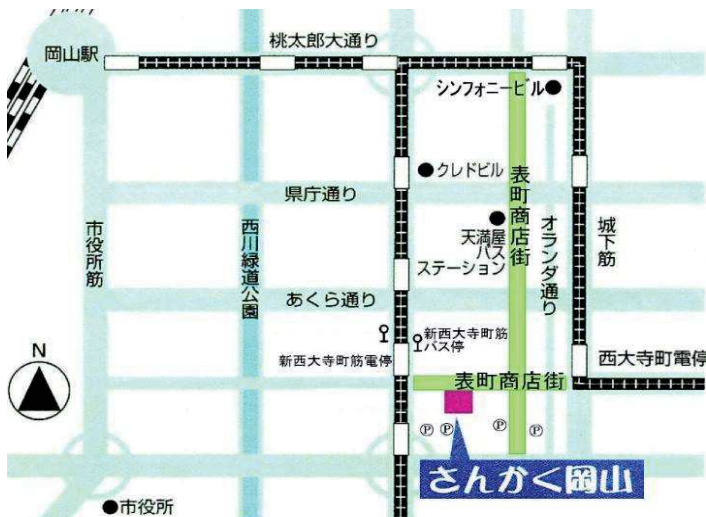 岡山駅
桃太郎大通り
シンフォニービル
クレドビル
県庁通り
表町商店街
天満屋
バス
ステーション
オランダ通り
城下筋
市役所筋
西川緑道公園
あくら通り
新西大寺町筋
バス停
新西大寺町筋電停
西大寺町電停
N
表町商店街
Ⓟ Ⓟ Ⓟ Ⓟ
さんかく岡山
市役所